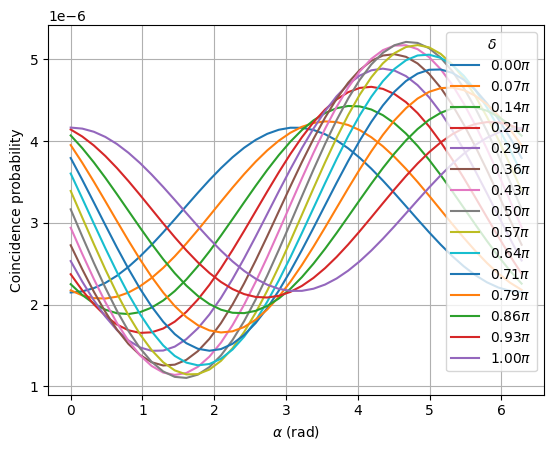 1e−6
Coincidence probability
5
4
3
2
1
0 1 2 3 4 5 6
α (rad)
δ
0.00π
0.07π
0.14π
0.21π
0.29π
0.36π
0.43π
0.50π
0.57π
0.64π
0.71π
0.79π
0.86π
0.93π
1.00π